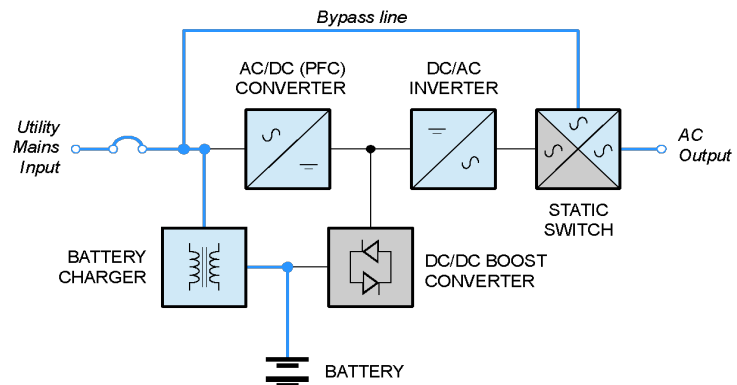 Bypass line
AC/DC (PFC)
CONVERTER
DC/AC
INVERTER
Utility
Mains
Input
AC
Output
STATIC
SWITCH
BATTERY
CHARGER
DC/DC BOOST
CONVERTER
BATTERY